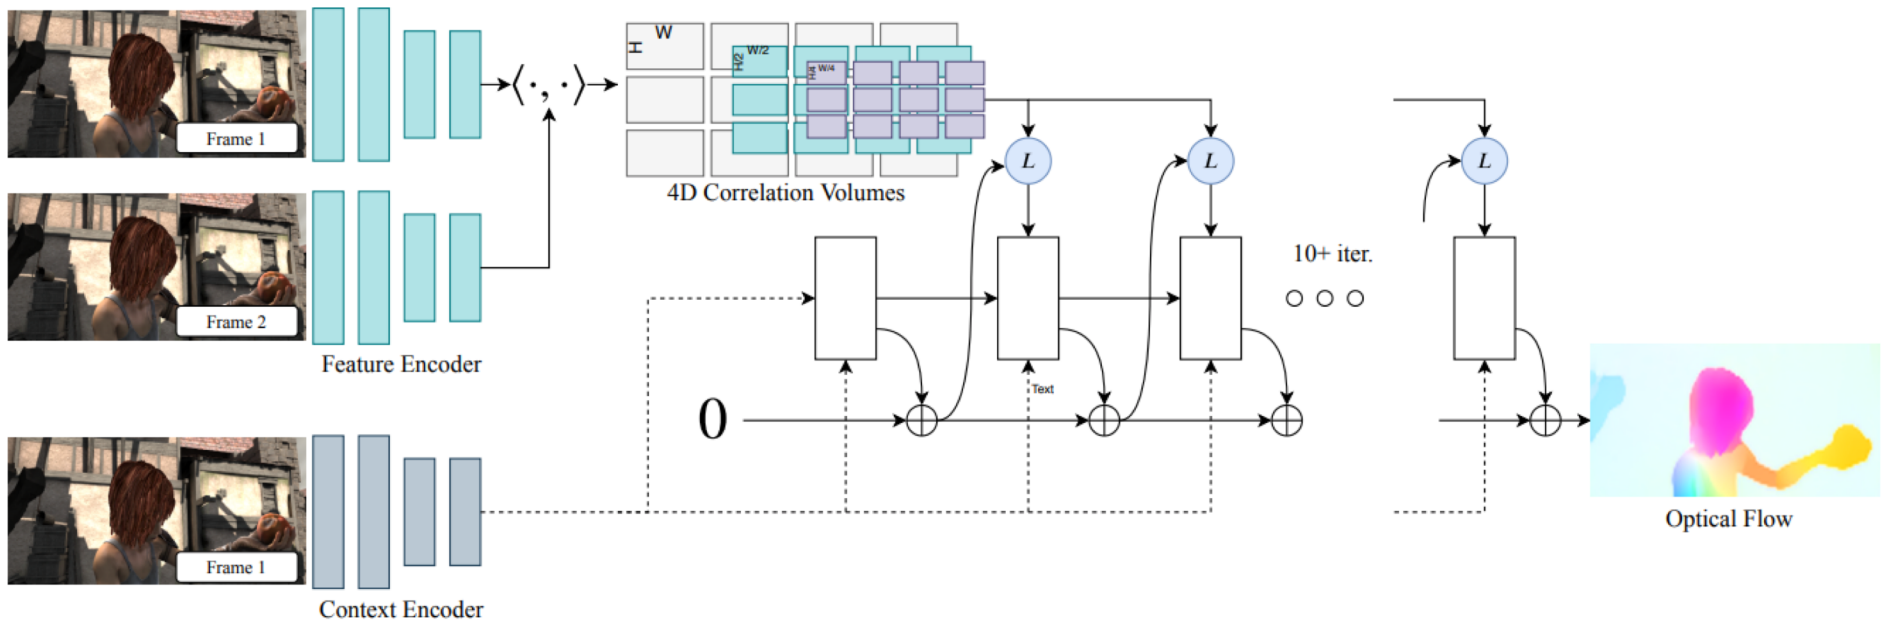 Frame 1
Frame 2
Feature Encoder
Frame 1
Context Encoder
⟨·,·⟩
H
W
H/2
W/2
H/4
W/4
4D Correlation Volumes
L
L
L
10+ iter.
Text
0
Optical Flow